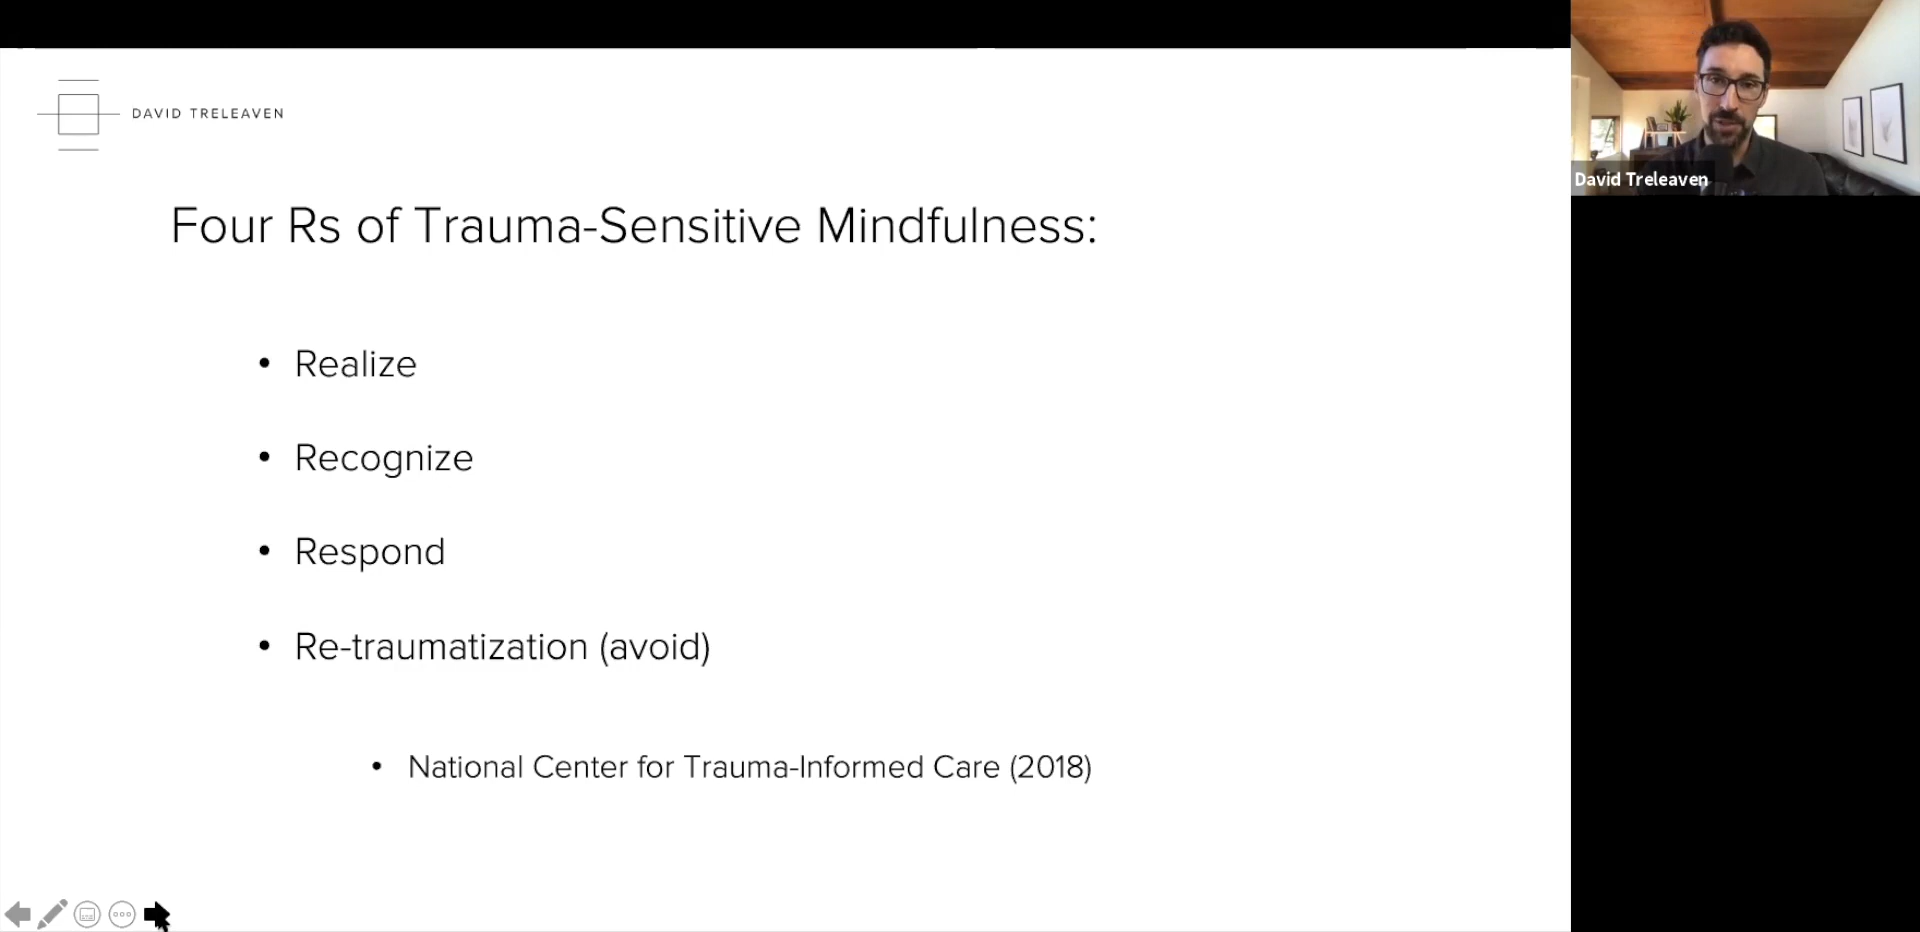 DAVID TRELEAVEN
Four Rs of Trauma-Sensitive Mindfulness:
• Realize
• Recognize
• Respond
• Re-traumatization (avoid)
• National Center for Trauma-Informed Care (2018)
David Treleaven